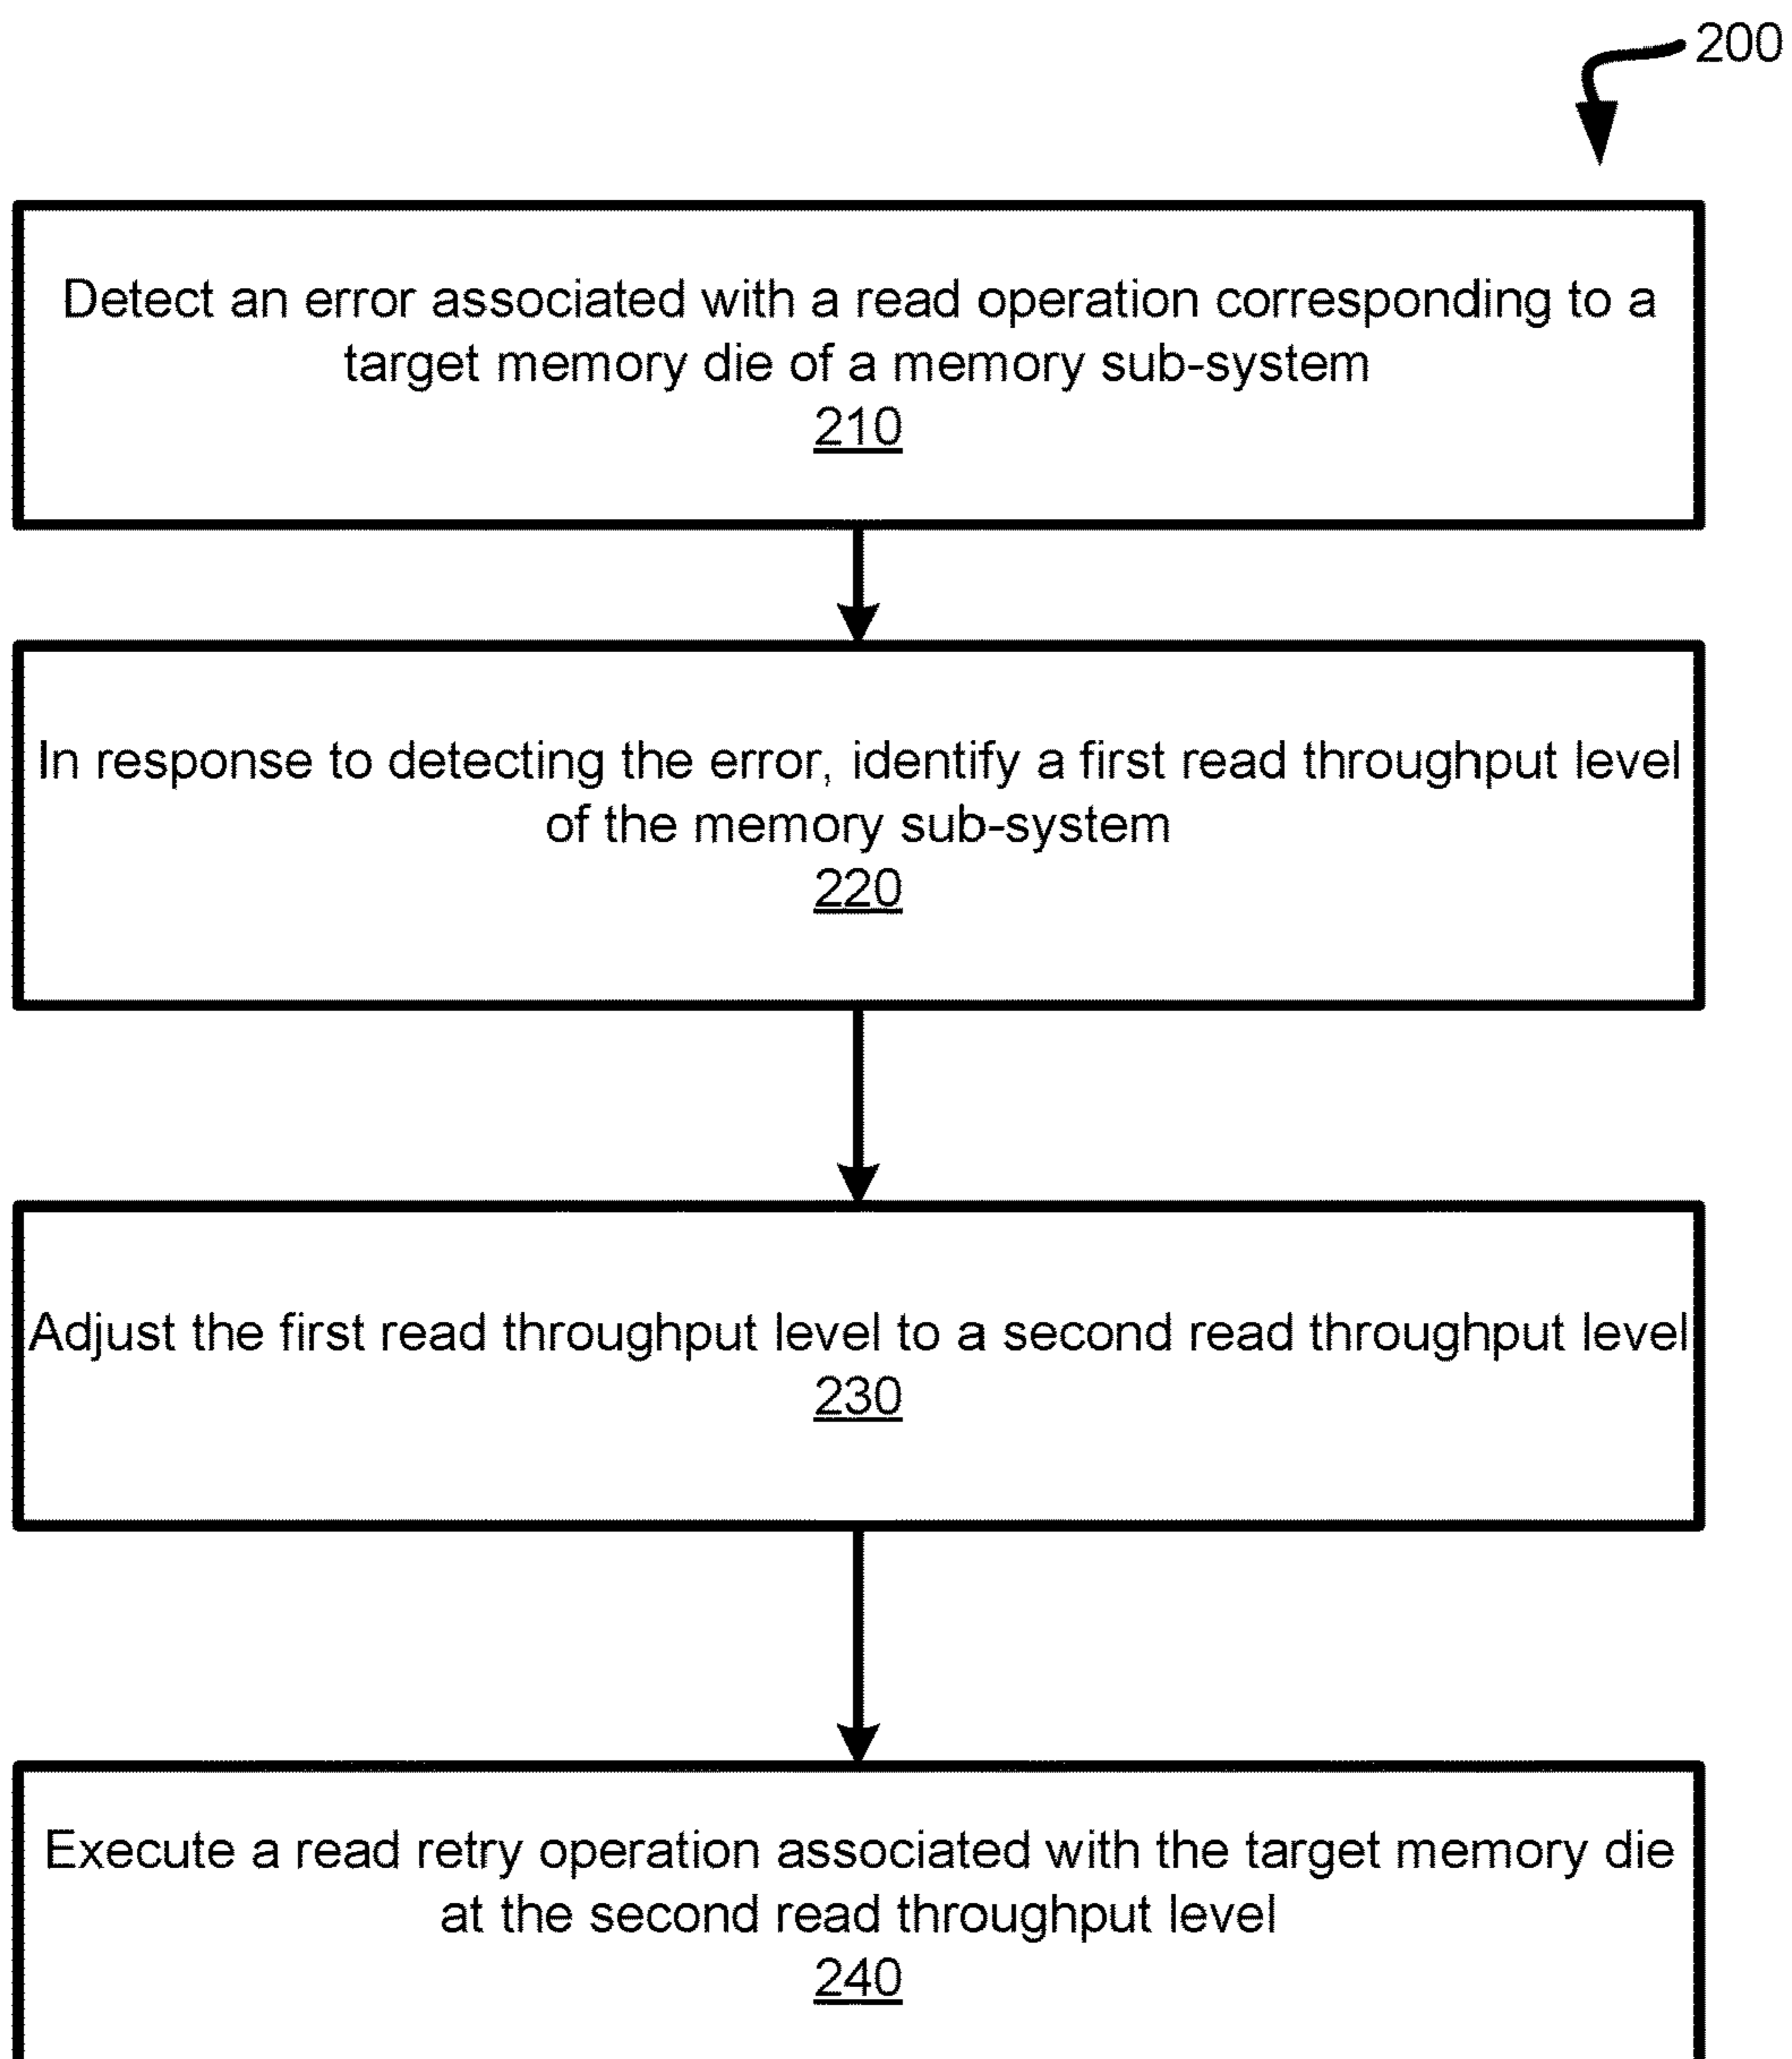 200
Detect an error associated with a read operation corresponding to a
target memory die of a memory sub-system
210
In response to detecting the error, identify a first read throughput level
of the memory sub-system
220
Adjust the first read throughput level to a second read throughput level
230
Execute a read retry operation associated with the target memory die
at the second read throughput level
240